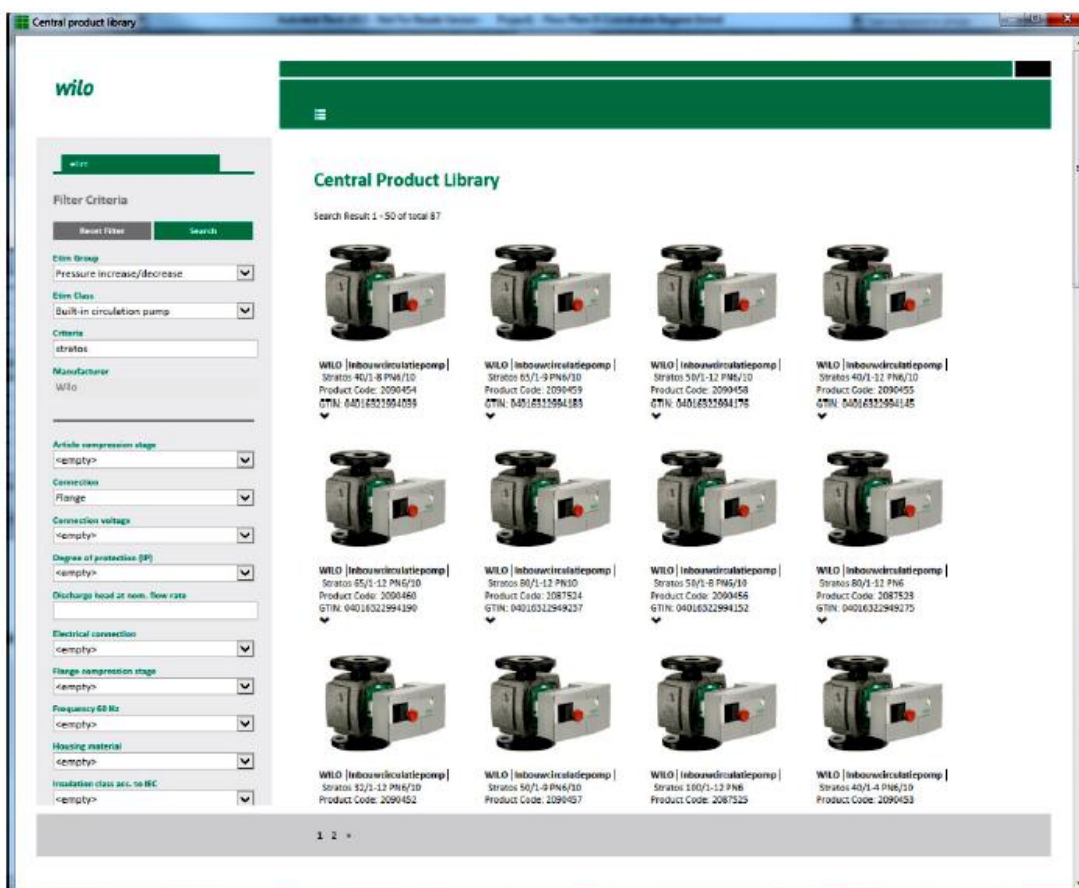 Central product library
wilo
etim
Central Product Library
Filter Criteria
Search Result 1 - 50 of total 87
Reset Filter Search
Etim Group
Pressure increase/decrease
Etim Class
Built-in circulation pump
Criteria
stratos
Manufacturer
Wilo
Article compression stage
<empty>
Connection
Flange
Connection voltage
<empty>
Degree of protection (IP)
<empty>
Discharge head at nom. flow rate
Electrical connection
<empty>
Flange compression stage
<empty>
Frequency 60 Hz
<empty>
Housing material
<empty>
Insulation class acc. to IEC
<empty>
WILO |Inbouwcirculatiepomp|
Stratos 40/1-8 PN6/10
Product Code: 2090454
GTIN: 04016322994039
WILO |Inbouwcirculatiepomp|
Stratos 65/1-9 PN6/10
Product Code: 2090459
GTIN: 04016322994183
WILO |Inbouwcirculatiepomp|
Stratos 50/1-12 PN6/10
Product Code: 2090458
GTIN: 04016322994176
WILO |Inbouwcirculatiepomp|
Stratos 40/1-12 PN6/10
Product Code: 2090455
GTIN: 04016322994145
WILO |Inbouwcirculatiepomp|
Stratos 65/1-12 PN6/10
Product Code: 2090460
GTIN: 04016322994190
WILO |Inbouwcirculatiepomp|
Stratos 80/1-12 PN10
Product Code: 2087524
GTIN: 04016322949237
WILO |Inbouwcirculatiepomp|
Stratos 50/1-8 PN6/10
Product Code: 2090456
GTIN: 04016322994152
WILO |Inbouwcirculatiepomp|
Stratos 80/1-12 PN6
Product Code: 2087523
GTIN: 04016322949275
WILO |Inbouwcirculatiepomp|
Stratos 32/1-12 PN6/10
Product Code: 2090452
WILO |Inbouwcirculatiepomp|
Stratos 50/1-9 PN6/10
Product Code: 2090457
WILO |Inbouwcirculatiepomp|
Stratos 100/1-12 PN6
Product Code: 2087525
WILO |Inbouwcirculatiepomp|
Stratos 40/1-4 PN6/10
Product Code: 2090453
1 2 »